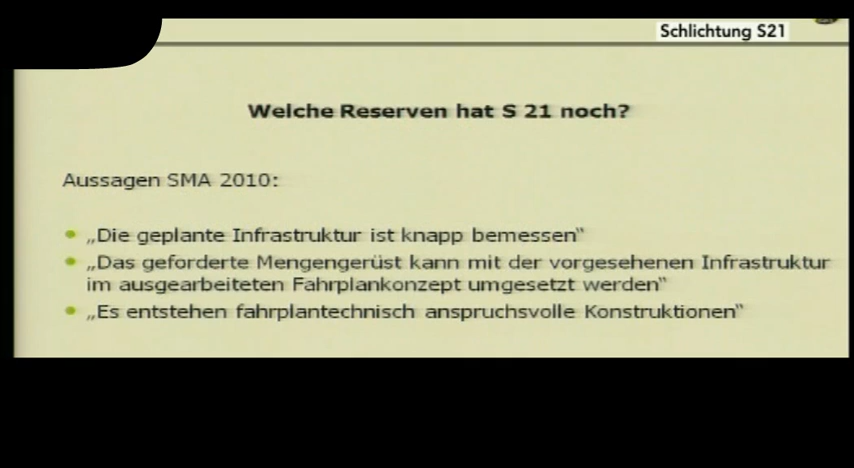 Schlichtung S21
Welche Reserven hat S 21 noch?
Aussagen SMA 2010:
• „Die geplante Infrastruktur ist knapp bemessen“
• „Das geforderte Mengengerüst kann mit der vorgesehenen Infrastruktur
im ausgearbeiteten Fahrplankonzept umgesetzt werden“
• „Es entstehen fahrplantechnisch anspruchsvolle Konstruktionen“